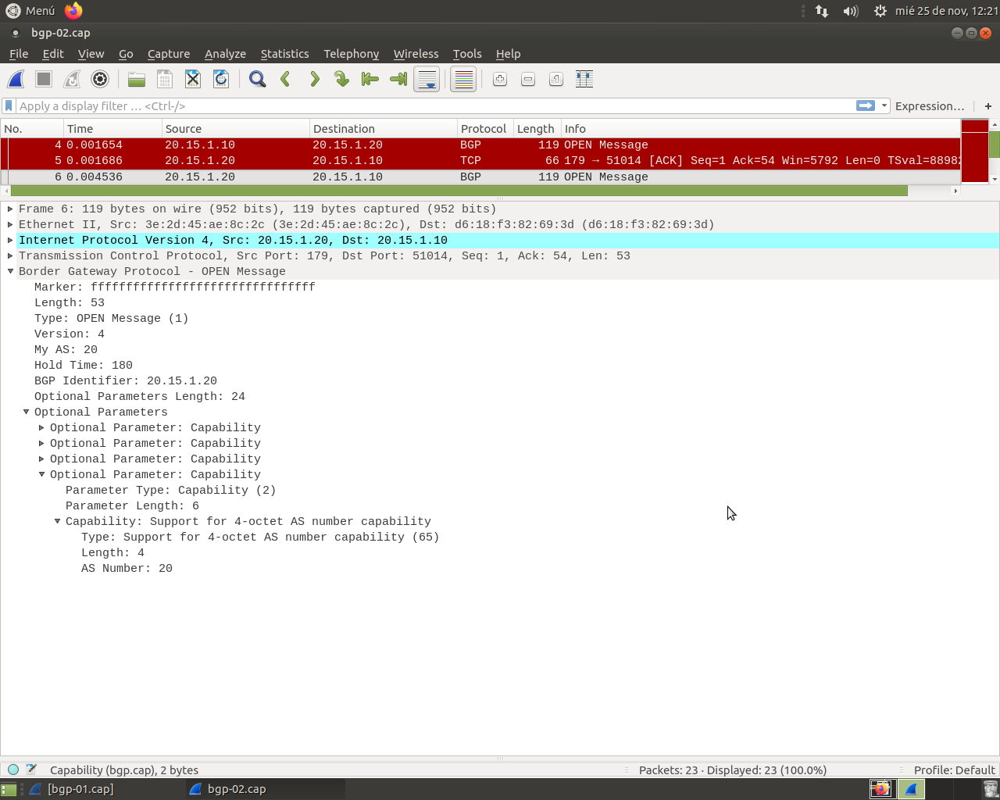 Menú
mié 25 de nov, 12:21
bgp-02.cap
File Edit View Go Capture Analyze Statistics Telephony Wireless Tools Help
Apply a display filter … <Ctrl-/>
Expression… +
No. Time Source Destination Protocol Length Info
4 0.001654 20.15.1.10 20.15.1.20 BGP 119 OPEN Message
5 0.001686 20.15.1.20 20.15.1.10 TCP 66 179 → 51014 [ACK] Seq=1 Ack=54 Win=5792 Len=0 TSval=88982
6 0.004536 20.15.1.20 20.15.1.10 BGP 119 OPEN Message
Frame 6: 119 bytes on wire (952 bits), 119 bytes captured (952 bits)
Ethernet II, Src: 3e:2d:45:ae:8c:2c (3e:2d:45:ae:8c:2c), Dst: d6:18:f3:82:69:3d (d6:18:f3:82:69:3d)
Internet Protocol Version 4, Src: 20.15.1.20, Dst: 20.15.1.10
Transmission Control Protocol, Src Port: 179, Dst Port: 51014, Seq: 1, Ack: 54, Len: 53
Border Gateway Protocol - OPEN Message
Marker: ffffffffffffffffffffffffffffffff
Length: 53
Type: OPEN Message (1)
Version: 4
My AS: 20
Hold Time: 180
BGP Identifier: 20.15.1.20
Optional Parameters Length: 24
Optional Parameters
Optional Parameter: Capability
Optional Parameter: Capability
Optional Parameter: Capability
Optional Parameter: Capability
Parameter Type: Capability (2)
Parameter Length: 6
Capability: Support for 4-octet AS number capability
Type: Support for 4-octet AS number capability (65)
Length: 4
AS Number: 20
Capability (bgp.cap), 2 bytes
Packets: 23 · Displayed: 23 (100.0%)
Profile: Default
[bgp-01.cap]
bgp-02.cap